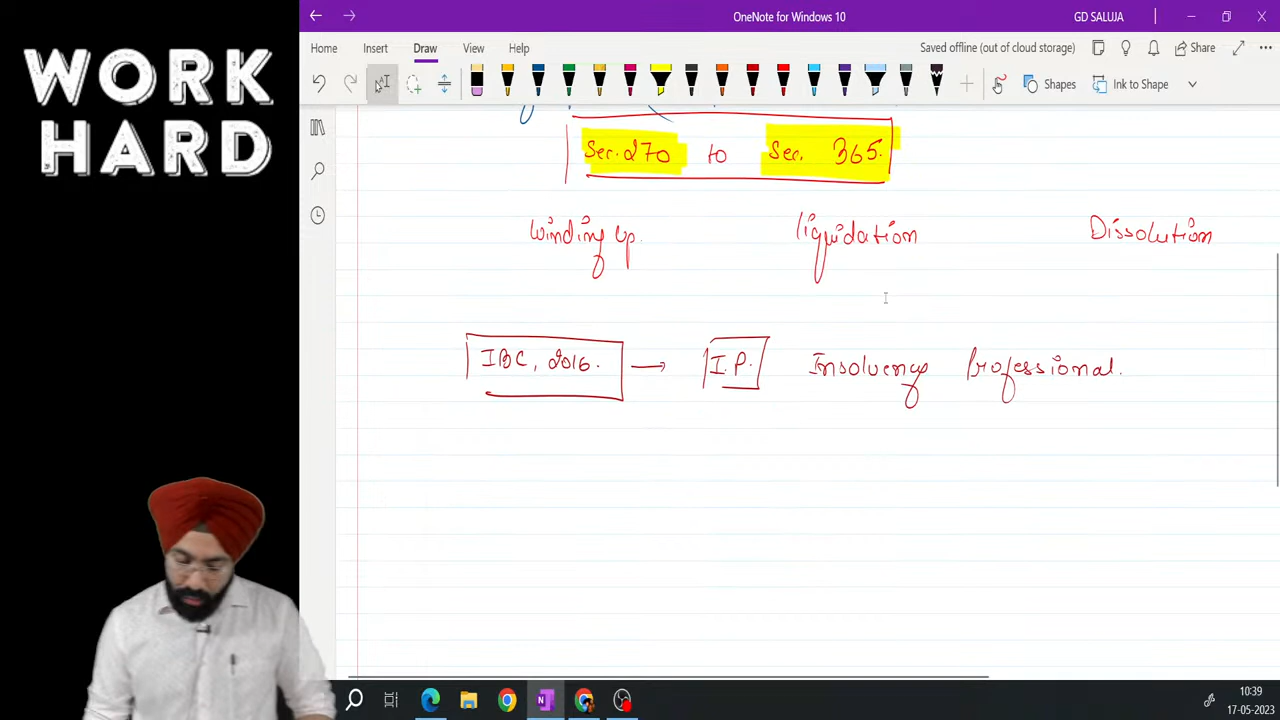 WORK
HARD
OneNote for Windows 10
GD SALUJA
Home Insert Draw View Help
Saved offline (out of cloud storage)
Share
Shapes
Ink to Shape
Sec. 270 to Sec. 365.
Winding up. liquidation Dissolution
IBC, 2016. → I.P. Insolvency Professional.
10:39
17-05-2023